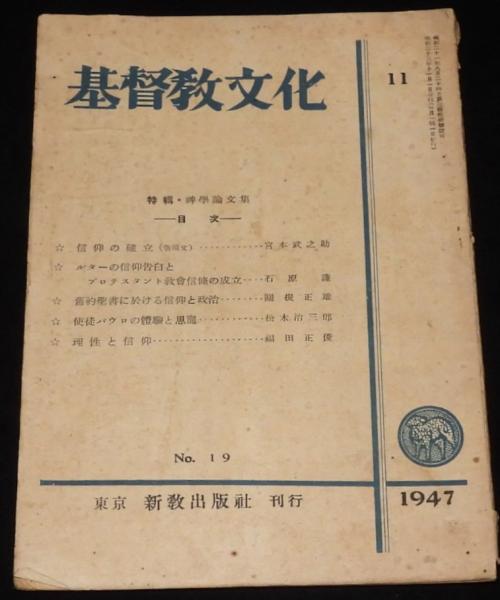 基督教文化
11
特輯・神學論文集
目次
☆ 信仰の確立(巻頭文)…………宮本武之助
☆ ルターの信仰告白と
プロテスタント敎會信條の成立……石原謙
☆ 舊約聖書に於ける信仰と政治………關根正雄
☆ 使徒パウロの體驗と思惟…………松木治三郎
☆ 理性と信仰……………福田正俊
No. 19
東京 新敎出版社 刊行
1947